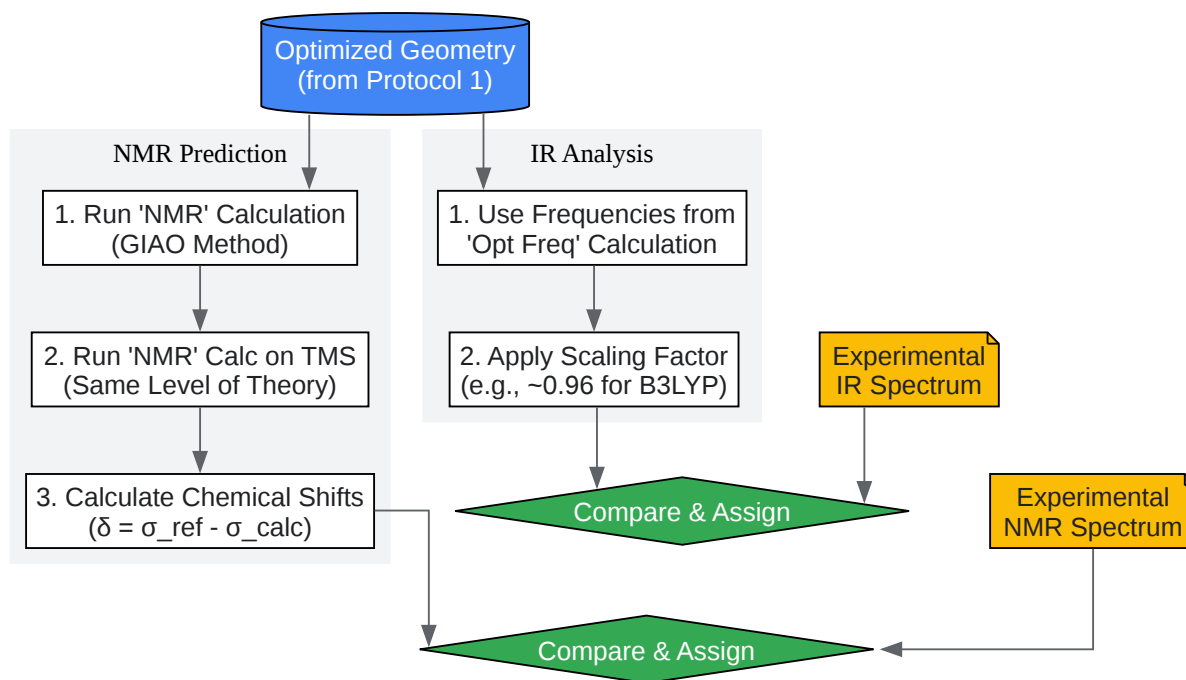 Optimized Geometry
(from Protocol 1)
NMR Prediction
IR Analysis
1. Run 'NMR' Calculation
(GIAO Method)
1. Use Frequencies from
'Opt Freq' Calculation
2. Run 'NMR' Calc on TMS
(Same Level of Theory)
2. Apply Scaling Factor
(e.g., ~0.96 for B3LYP)
Experimental
IR Spectrum
3. Calculate Chemical Shifts
(δ = σ_ref - σ_calc)
Compare & Assign
Experimental
NMR Spectrum
Compare & Assign